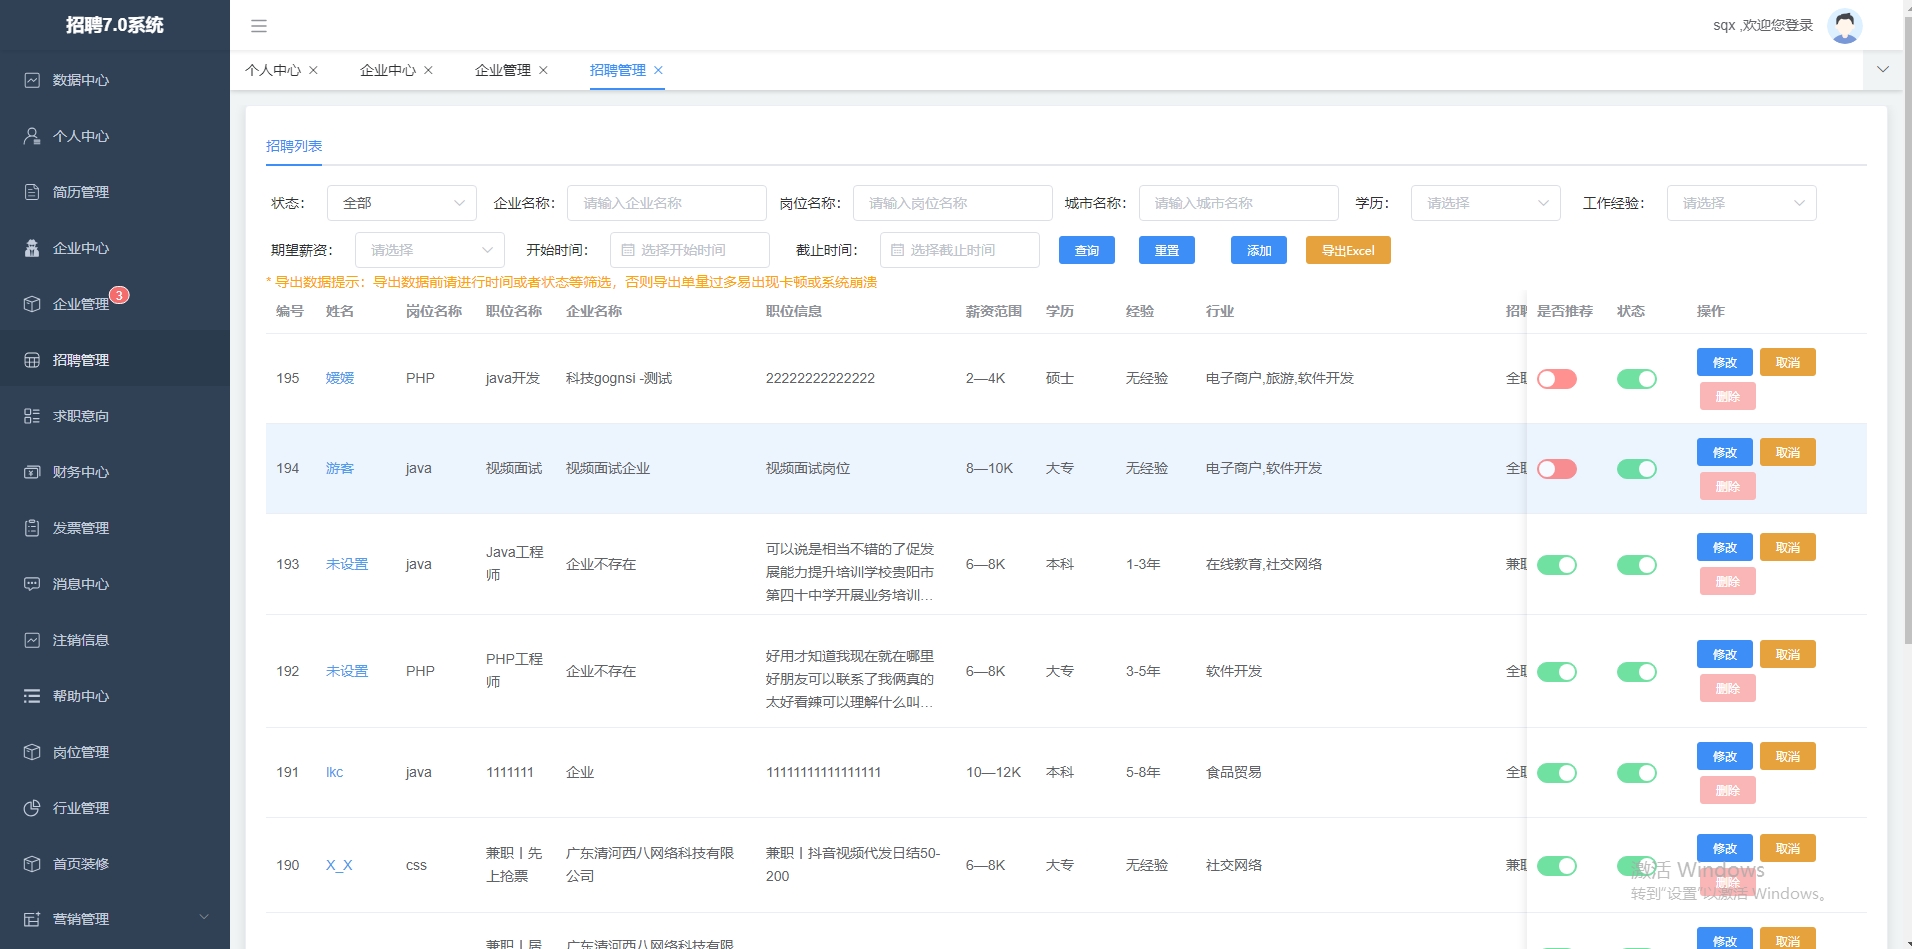 招聘7.0系统
sqx ,欢迎您登录
数据中心
个人中心
简历管理
企业中心
企业管理 3
招聘管理
求职意向
财务中心
发票管理
消息中心
注销信息
帮助中心
岗位管理
行业管理
首页装修
营销管理
个人中心 企业中心 企业管理 招聘管理
招聘列表
状态： 全部 企业名称： 请输入企业名称 岗位名称： 请输入岗位名称 城市名称： 请输入城市名称 学历： 请选择 工作经验： 请选择
期望薪资： 请选择 开始时间： 选择开始时间 截止时间： 选择截止时间 查询 重置 添加 导出Excel
* 导出数据提示：导出数据前请进行时间或者状态等筛选，否则导出单量过多易出现卡顿或系统崩溃
编号 姓名 岗位名称 职位名称 企业名称 职位信息 薪资范围 学历 经验 行业 招聘 是否推荐 状态 操作
195 媛媛 PHP java开发 科技gognsi -测试 22222222222222 2—4K 硕士 无经验 电子商户,旅游,软件开发 全职 修改 取消
删除
194 游客 java 视频面试 视频面试企业 视频面试岗位 8—10K 大专 无经验 电子商户,软件开发 全职 修改 取消
删除
193 未设置 java Java工程 企业不存在 可以说是相当不错的了促发 6—8K 本科 1-3年 在线教育,社交网络 兼职 修改 取消
师 展能力提升培训学校贵阳市 删除
第四十中学开展业务培训...
192 未设置 PHP PHP工程 企业不存在 好用才知道我现在就在哪里 6—8K 大专 3-5年 软件开发 全职 修改 取消
师 好朋友可以联系了我俩真的 删除
太好看辣可以理解什么叫...
191 lkc java 1111111 企业 11111111111111111 10—12K 本科 5-8年 食品贸易 全职 修改 取消
删除
190 X_X css 兼职丨先 广东清河西八网络科技有限 兼职丨抖音视频代发日结50- 6—8K 大专 无经验 社交网络 兼职 修改 取消
上抢票 公司 200 删除
兼职丨居 广东清河西八网络科技有限 修改 取消
激活 Windows
转到"设置"以激活 Windows。